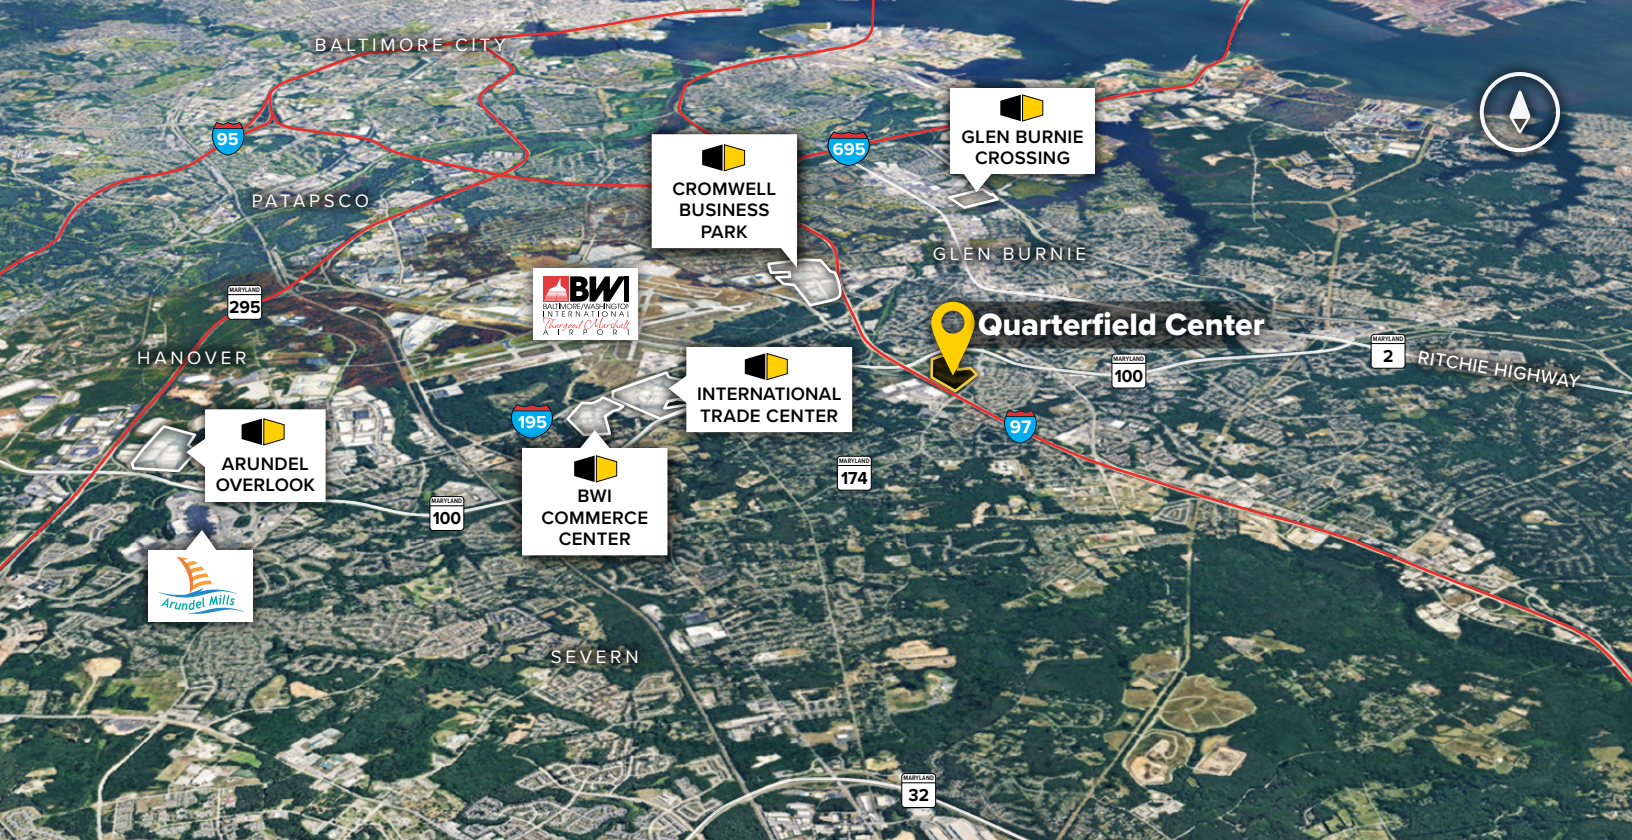 BALTIMORE CITY
95
695
GLEN BURNIE
CROSSING
CROMWELL
BUSINESS
PARK
PATAPSCO
GLEN BURNIE
MARYLAND
295
BWI
BALTIMORE/WASHINGTON
INTERNATIONAL
Thurgood Marshall
AIRPORT
Quarterfield Center
HANOVER
MARYLAND
2
RITCHIE HIGHWAY
MARYLAND
100
INTERNATIONAL
TRADE CENTER
195
97
ARUNDEL
OVERLOOK
MARYLAND
174
MARYLAND
100
BWI
COMMERCE
CENTER
Arundel Mills
SEVERN
MARYLAND
32